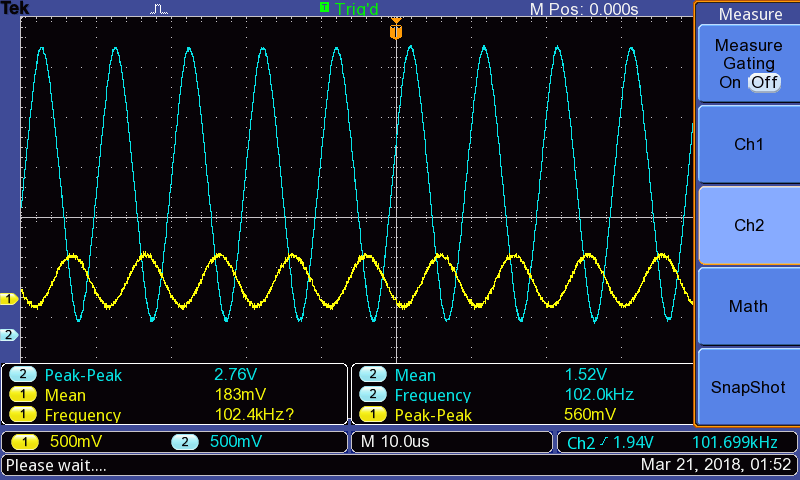 Tek Trig'd M Pos: 0.000s
T
T
Measure
Measure
Gating
On Off
Ch1
Ch2
Math
SnapShot
1
2
2 Peak-Peak 2.76V
1 Mean 183mV
1 Frequency 102.4kHz?
2 Mean 1.52V
2 Frequency 102.0kHz
1 Peak-Peak 560mV
1 500mV 2 500mV M 10.0us Ch2 1.94V 101.699kHz
Please wait.... Mar 21, 2018, 01:52